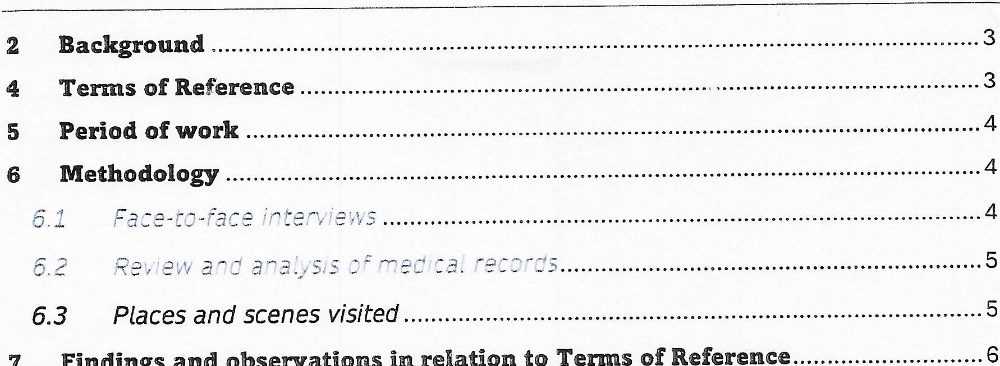 2 Background ........................................ 3
4 Terms of Reference ........................................ 3
5 Period of work ........................................ 4
6 Methodology ........................................ 4
6.1 Face-to-face interviews ........................................ 4
6.2 Review and analysis of medical records ........................................ 5
6.3 Places and scenes visited ........................................ 5
7 Findings and observations in relation to Terms of Reference ........................................ 6